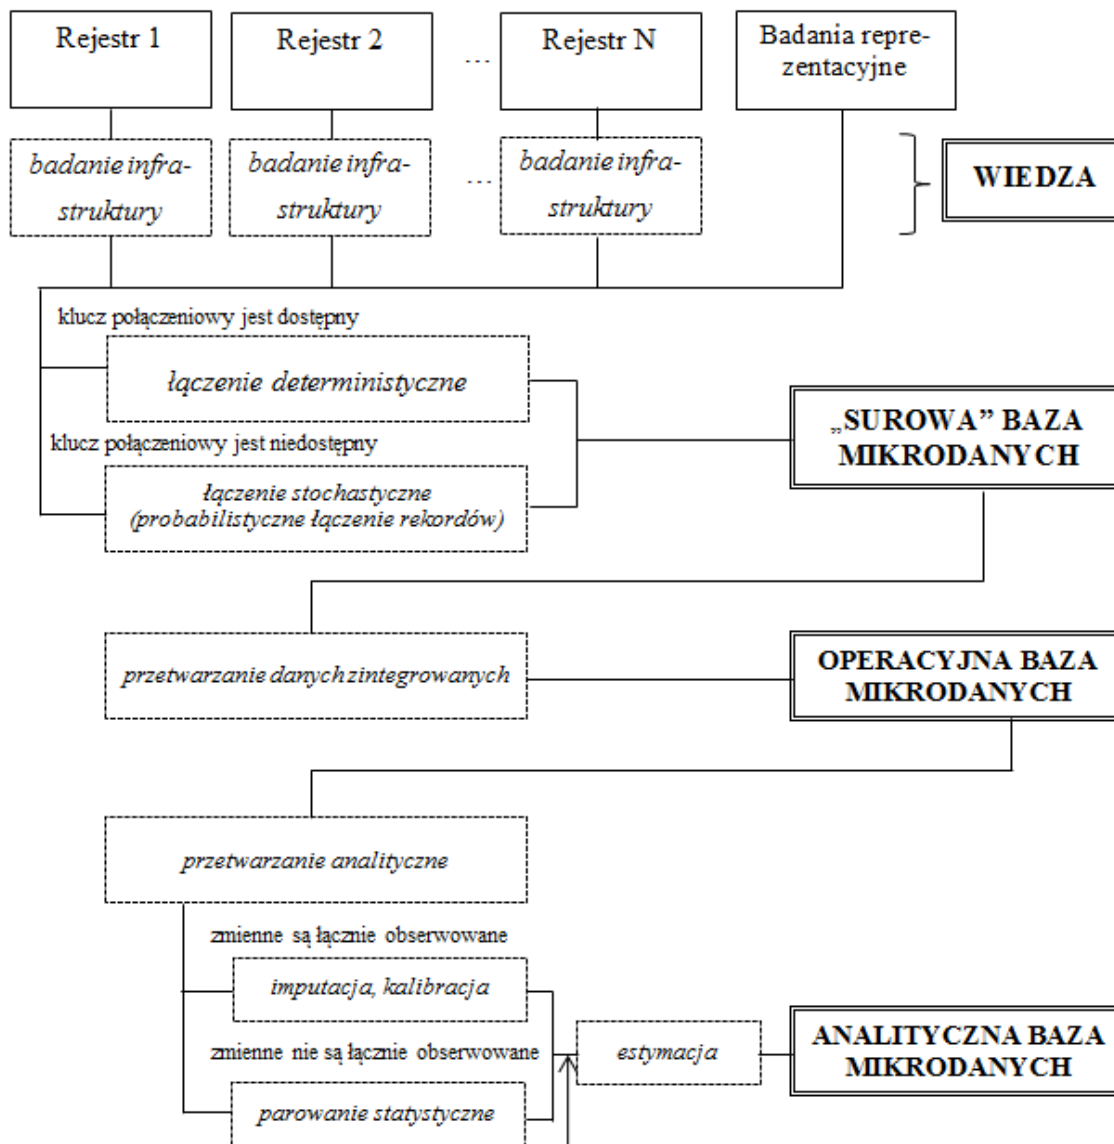 Rejestr 1
Rejestr 2
...
Rejestr N
Badania repre-
zentacyjne
badanie infra-
struktury
badanie infra-
struktury
...
badanie infra-
struktury
WIEDZA
klucz połączeniowy jest dostępny
łączenie deterministyczne
klucz połączeniowy jest niedostępny
łączenie stochastyczne
(probabilistyczne łączenie rekordów)
„SUROWA” BAZA
MIKRODANYCH
przetwarzanie danych zintegrowanych
OPERACYJNA BAZA
MIKRODANYCH
przetwarzanie analityczne
zmienne są łącznie obserwowane
imputacja, kalibracja
zmienne nie są łącznie obserwowane
parowanie statystyczne
estymacja
ANALITYCZNA BAZA
MIKRODANYCH